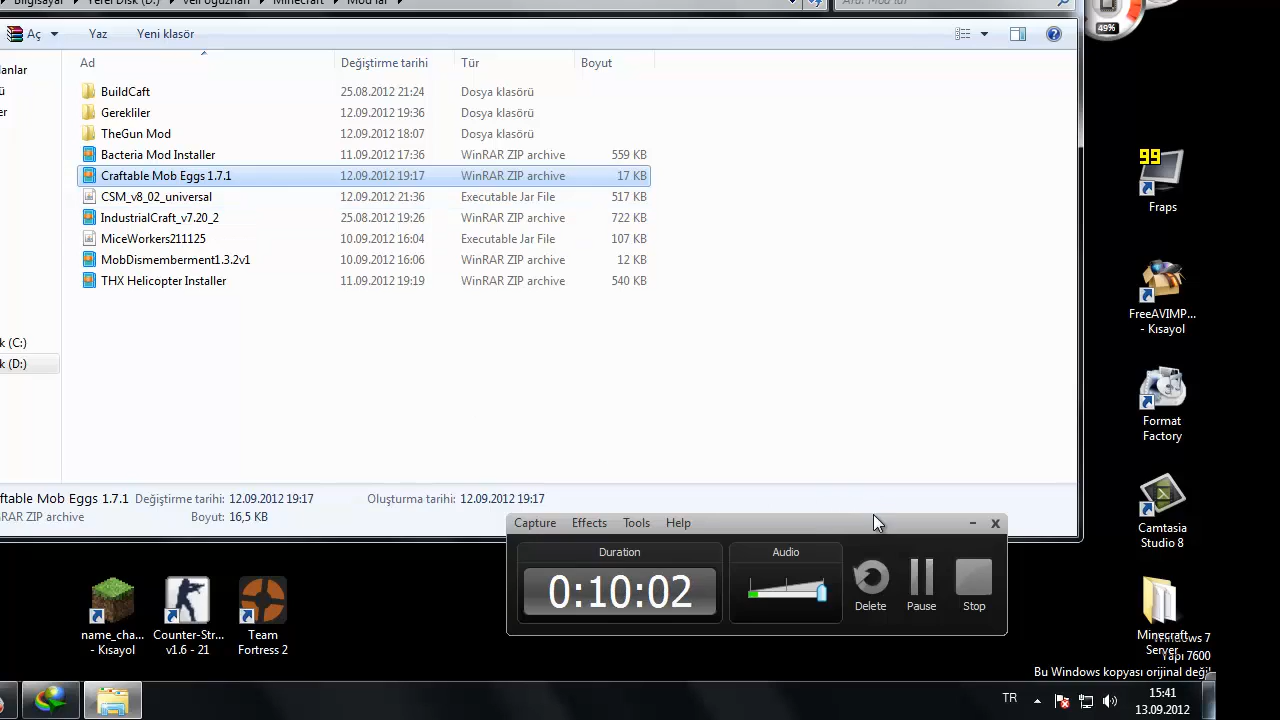 Bilgisayar
Yerel Disk (D:)
Veli oğuzhan
Minecraft
Mod'lar
49%
Aç
Yaz
Yeni klasör
Ad
Değiştirme tarihi
Tür
Boyut
BuildCaft 25.08.2012 21:24 Dosya klasörü
Gerekliler 12.09.2012 19:36 Dosya klasörü
TheGun Mod 12.09.2012 18:07 Dosya klasörü
Bacteria Mod Installer 11.09.2012 17:36 WinRAR ZIP archive 559 KB
Craftable Mob Eggs 1.7.1 12.09.2012 19:17 WinRAR ZIP archive 17 KB
CSM_v8_02_universal 12.09.2012 21:36 Executable Jar File 517 KB
IndustrialCraft_v7.20_2 25.08.2012 19:26 WinRAR ZIP archive 722 KB
MiceWorkers211125 10.09.2012 16:04 Executable Jar File 107 KB
MobDismemberment1.3.2v1 10.09.2012 16:06 WinRAR ZIP archive 12 KB
THX Helicopter Installer 11.09.2012 19:19 WinRAR ZIP archive 540 KB
anlar
ü
er
k (C:)
k (D:)
ftable Mob Eggs 1.7.1 Değiştirme tarihi: 12.09.2012 19:17 Oluşturma tarihi: 12.09.2012 19:17
RAR ZIP archive Boyut: 16,5 KB
Capture Effects Tools Help
Duration
Audio
0:10:02
Delete
Pause
Stop
99
Fraps
FreeAVIMP...
- Kısayol
Format
Factory
Camtasia
Studio 8
Minecraft
Server
name_cha...
- Kısayol
Counter-Str...
v1.6 - 21
Team
Fortress 2
Windows 7
Yapı 7600
Bu Windows kopyası orijinal değil
TR
15:41
13.09.2012